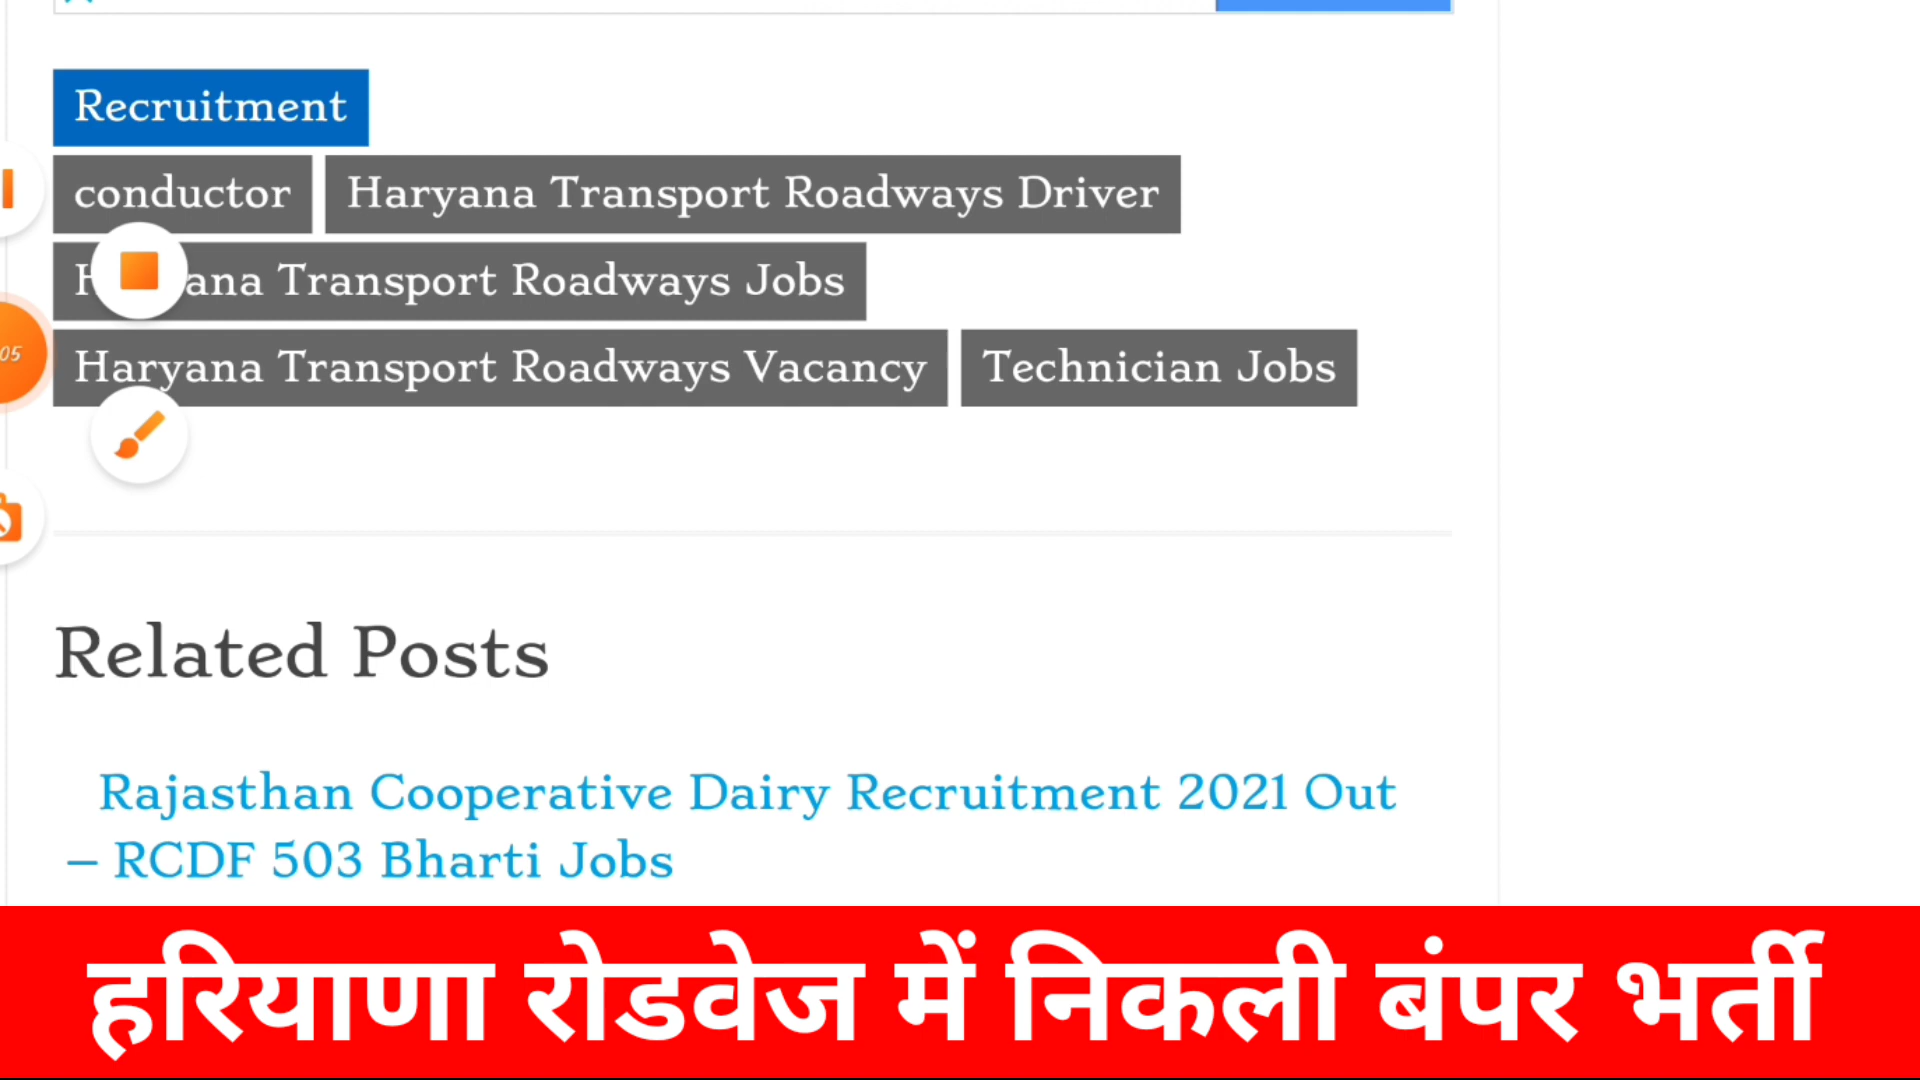 Recruitment
conductor Haryana Transport Roadways Driver
Transport Roadways Jobs
Haryana Transport Roadways Vacancy Technician Jobs
05
Related Posts
Rajasthan Cooperative Dairy Recruitment 2021 Out
– RCDF 503 Bharti Jobs
हरियाणा रोडवेज में निकली बंपर भर्ती